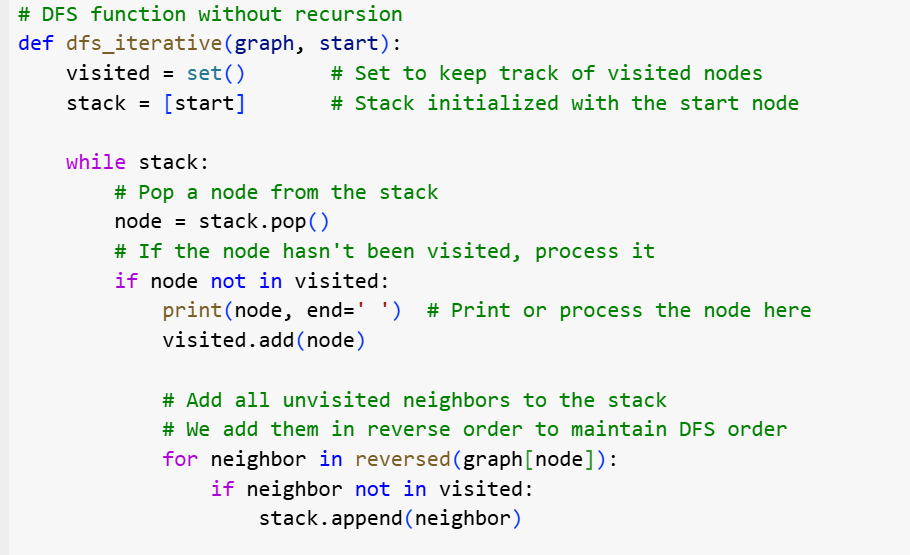 # DFS function without recursion
def dfs_iterative(graph, start):
    visited = set()       # Set to keep track of visited nodes
    stack = [start]       # Stack initialized with the start node

    while stack:
        # Pop a node from the stack
        node = stack.pop()
        # If the node hasn't been visited, process it
        if node not in visited:
            print(node, end=' ')  # Print or process the node here
            visited.add(node)

            # Add all unvisited neighbors to the stack
            # We add them in reverse order to maintain DFS order
            for neighbor in reversed(graph[node]):
                if neighbor not in visited:
                    stack.append(neighbor)